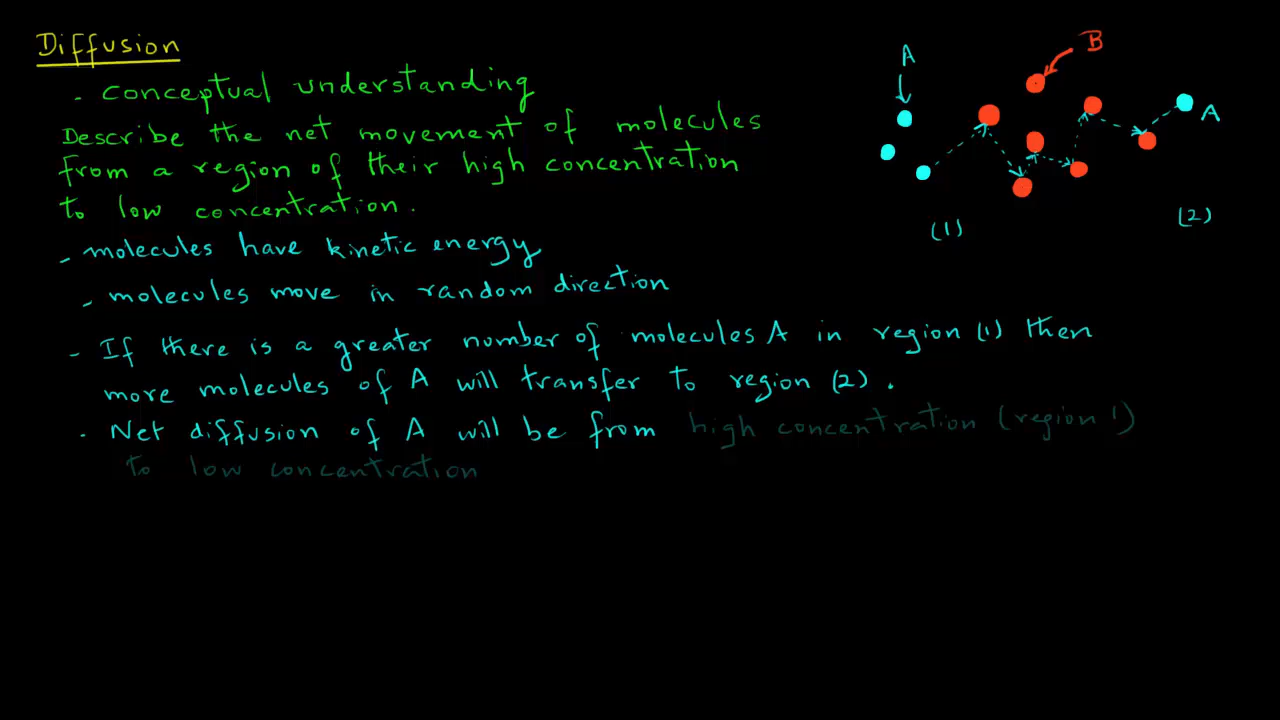 Diffusion
- conceptual understanding
Describe the net movement of molecules
from a region of their high concentration
to low concentration.
- molecules have kinetic energy
- molecules move in random direction
- If there is a greater number of molecules A in region (1) then
more molecules of A will transfer to region (2).
- Net diffusion of A will be from high concentration (region 1)
to low concentration
A
B
A
(1)
(2)